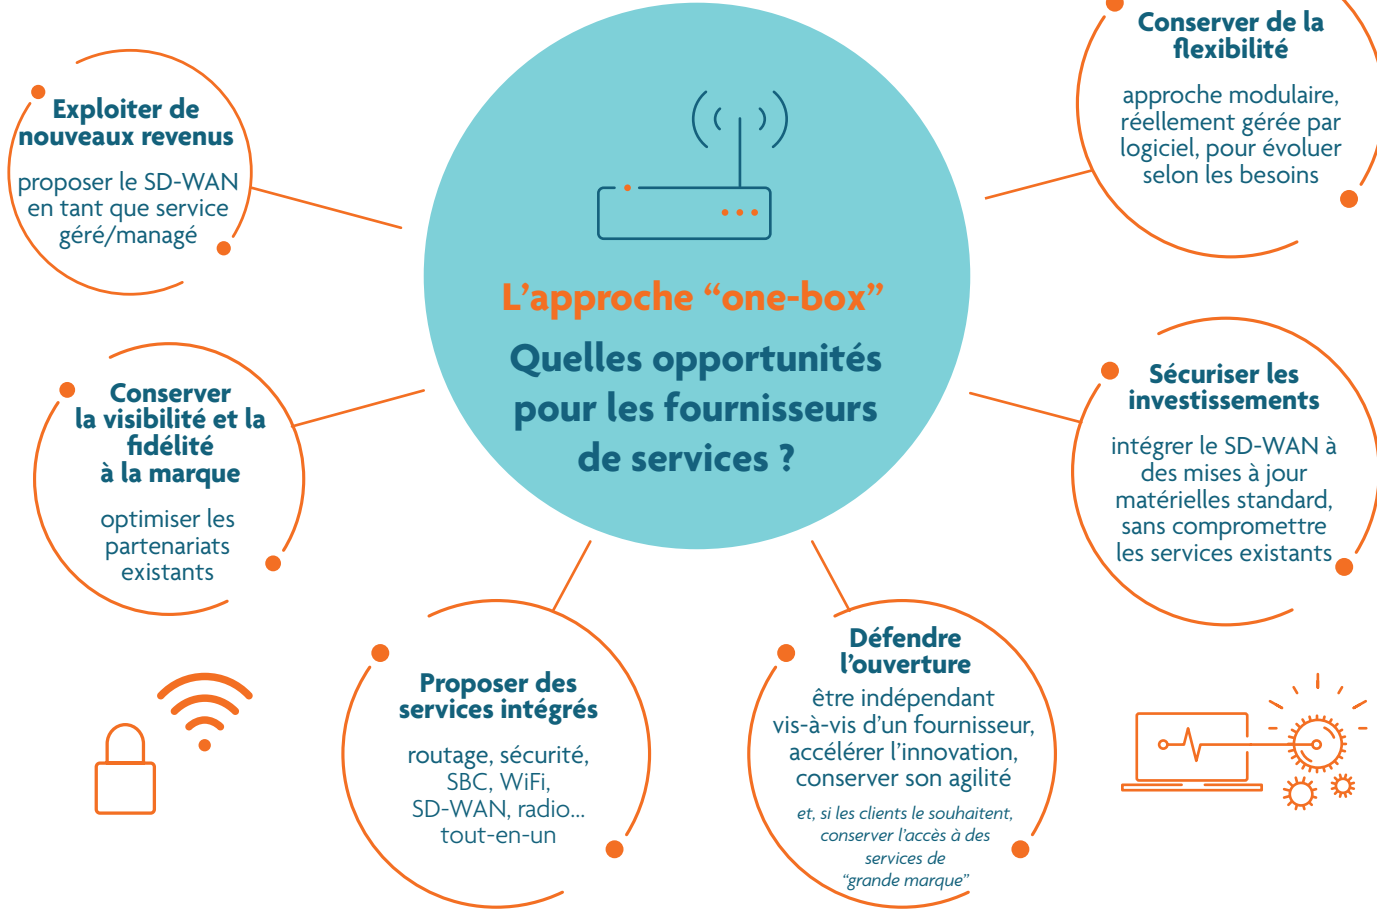 L’approche “one-box”
Quelles opportunités
pour les fournisseurs
de services ?
Exploiter de
nouveaux revenus
proposer le SD-WAN
en tant que service
géré/managé
Conserver
la visibilité et la
fidélité
à la marque
optimiser les
partenariats
existants
Proposer des
services intégrés
routage, sécurité,
SBC, WiFi,
SD-WAN, radio...
tout-en-un
Défendre
l’ouverture
être indépendant
vis-à-vis d’un fournisseur,
accélérer l’innovation,
conserver son agilité
et, si les clients le souhaitent,
conserver l’accès à des
services de
“grande marque”
Sécuriser les
investissements
intégrer le SD-WAN à
des mises à jour
matérielles standard,
sans compromettre
les services existants
Conserver de la
flexibilité
approche modulaire,
réellement gérée par
logiciel, pour évoluer
selon les besoins